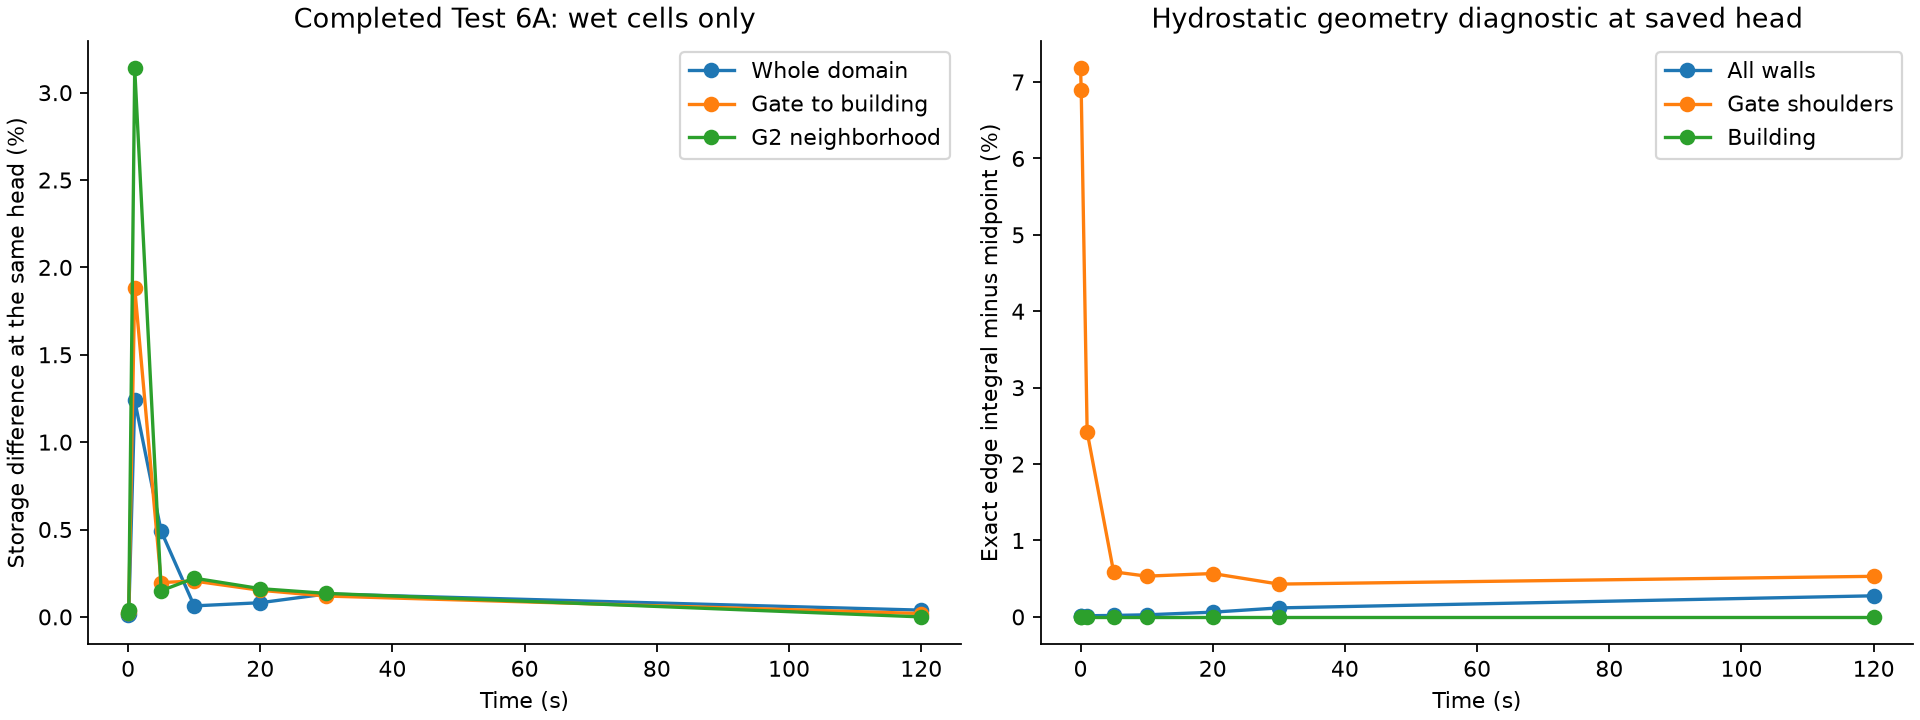 Completed Test 6A: wet cells only
Storage difference at the same head (%)
3.0
2.5
2.0
1.5
1.0
0.5
0.0
Whole domain
Gate to building
G2 neighborhood
0 20 40 60 80 100 120
Time (s)
Hydrostatic geometry diagnostic at saved head
Exact edge integral minus midpoint (%)
7
6
5
4
3
2
1
0
All walls
Gate shoulders
Building
0 20 40 60 80 100 120
Time (s)